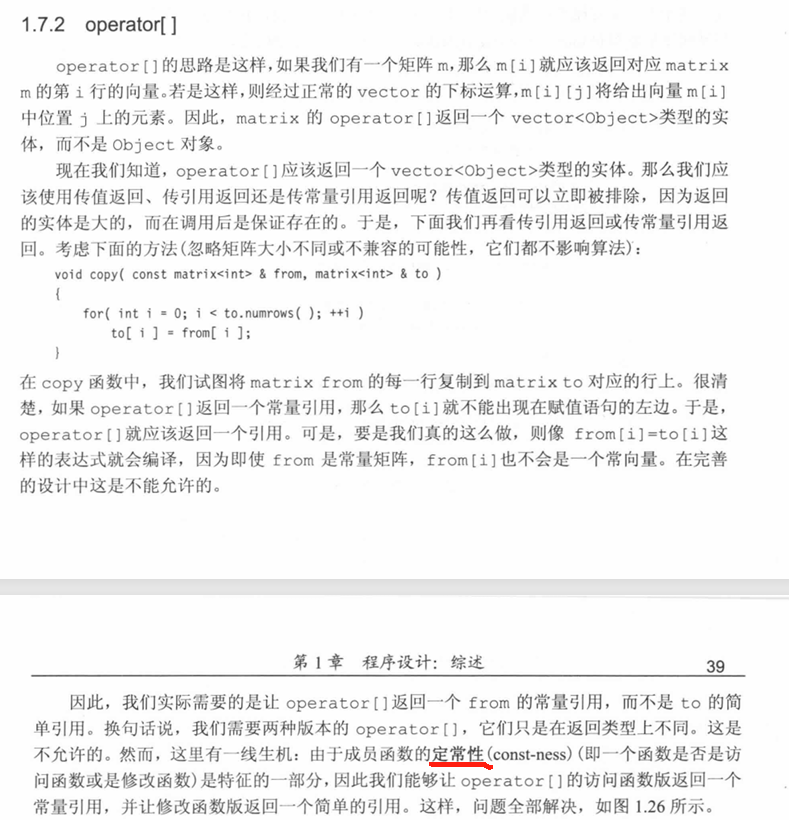 1.7.2 operator[ ]
operator[]的思路是这样,如果我们有一个矩阵 m,那么 m[i]就应该返回对应 matrix
m 的第 i 行的向量。若是这样,则经过正常的 vector 的下标运算,m[i][j]将给出向量 m[i]
中位置 j 上的元素。因此，matrix 的 operator[]返回一个 vector<Object>类型的实
体，而不是 Object 对象。
现在我们知道，operator[]应该返回一个 vector<Object>类型的实体。那么我们应
该使用传值返回、传引用返回还是传常量引用返回呢？传值返回可以立即被排除，因为返回
的实体是大的，而在调用后是保证存在的。于是，下面我们再看传引用返回或传常量引用返
回。考虑下面的方法(忽略矩阵大小不同或不兼容的可能性，它们都不影响算法)：
void copy( const matrix<int> & from, matrix<int> & to )
{
for( int i = 0; i < to.numrows( ); ++i )
to[ i ] = from[ i ];
}
在 copy 函数中，我们试图将 matrix from 的每一行复制到 matrix to 对应的行上。很清
楚，如果 operator[]返回一个常量引用，那么 to[i]就不能出现在赋值语句的左边。于是，
operator[]就应该返回一个引用。可是，要是我们真的这么做，则像 from[i]=to[i]这
样的表达式就会编译，因为即使 from 是常量矩阵，from[i]也不会是一个常向量。在完善
的设计中这是不能允许的。
第 1 章 程序设计：综述 39
因此，我们实际需要的是让 operator[]返回一个 from 的常量引用，而不是 to 的简
单引用。换句话说，我们需要两种版本的 operator[]，它们只是在返回类型上不同。这是
不允许的。然而，这里有一线生机：由于成员函数的定常性(const-ness)(即一个函数是否是访
问函数或是修改函数)是特征的一部分，因此我们能够让 operator[]的访问函数版返回一个
常量引用，并让修改函数版返回一个简单的引用。这样，问题全部解决，如图 1.26 所示。